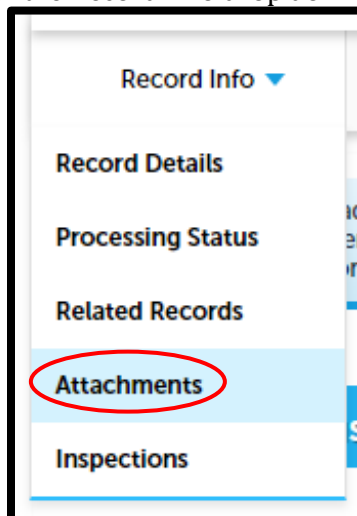 Record Info
Record Details
Processing Status
Related Records
Attachments
Inspections